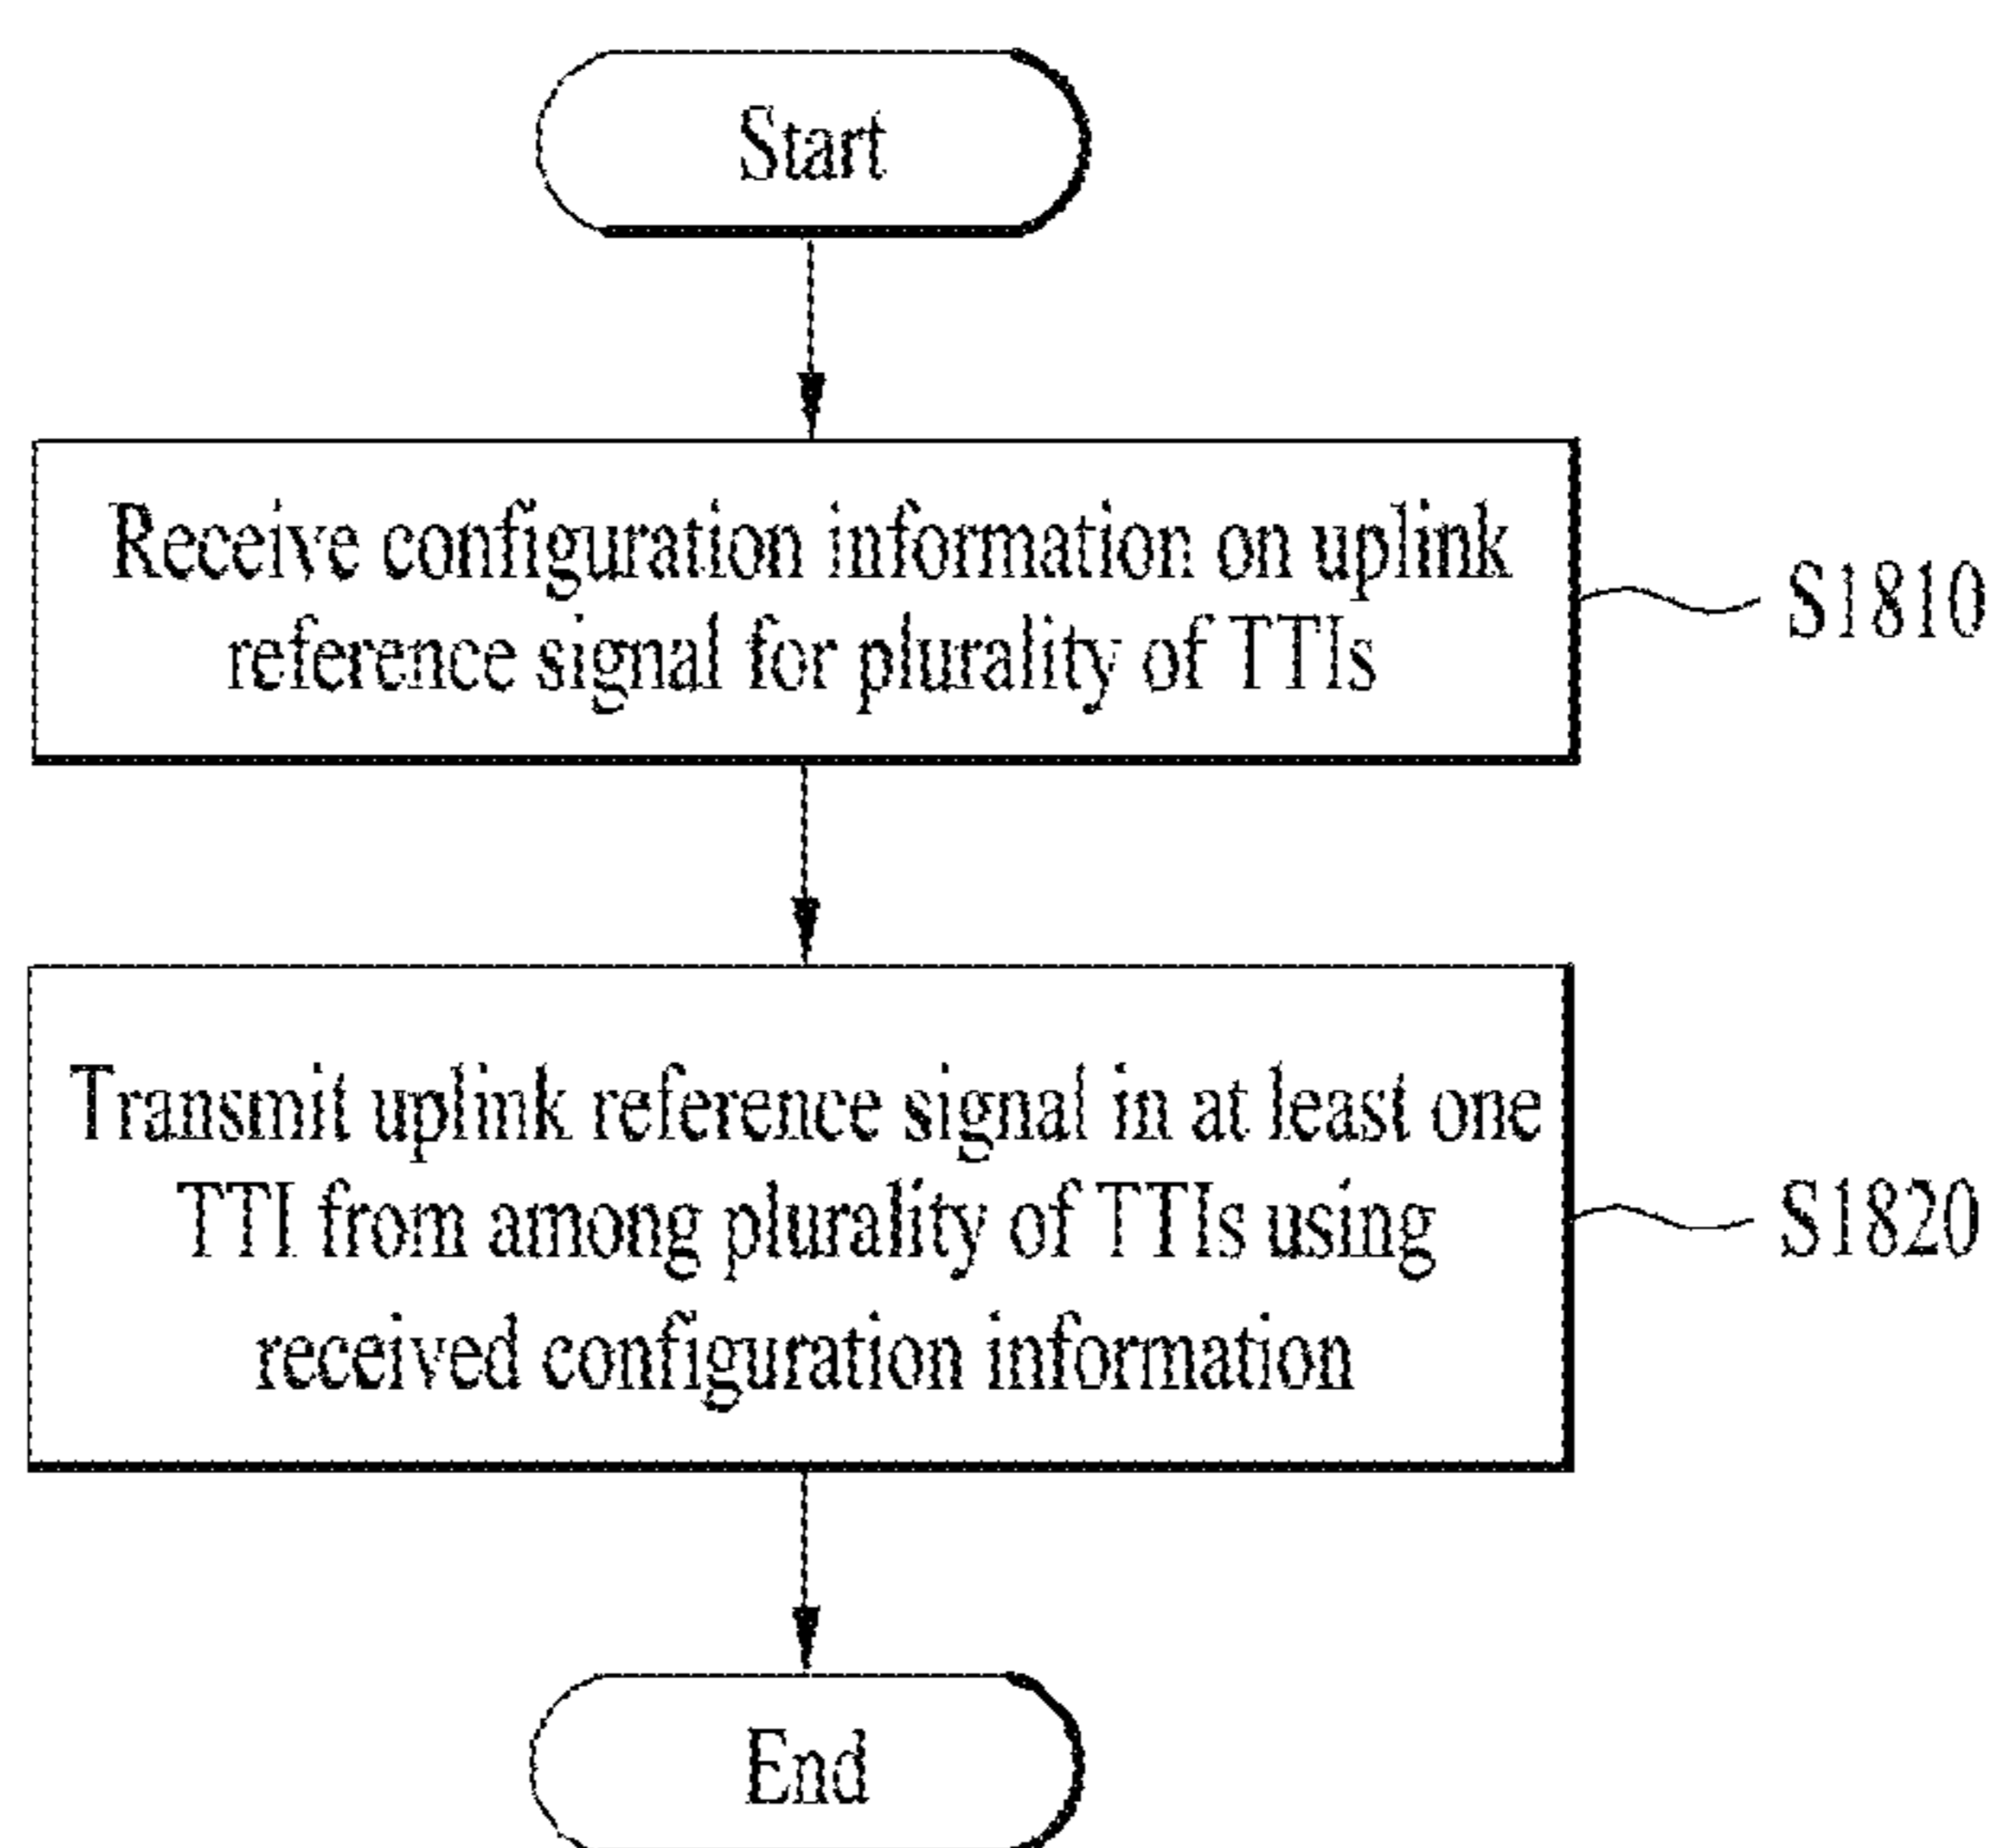 Start
Receive configuration information on uplink
reference signal for plurality of TTIs
S1810
Transmit uplink reference signal in at least one
TTI from among plurality of TTIs using
received configuration information
S1820
End